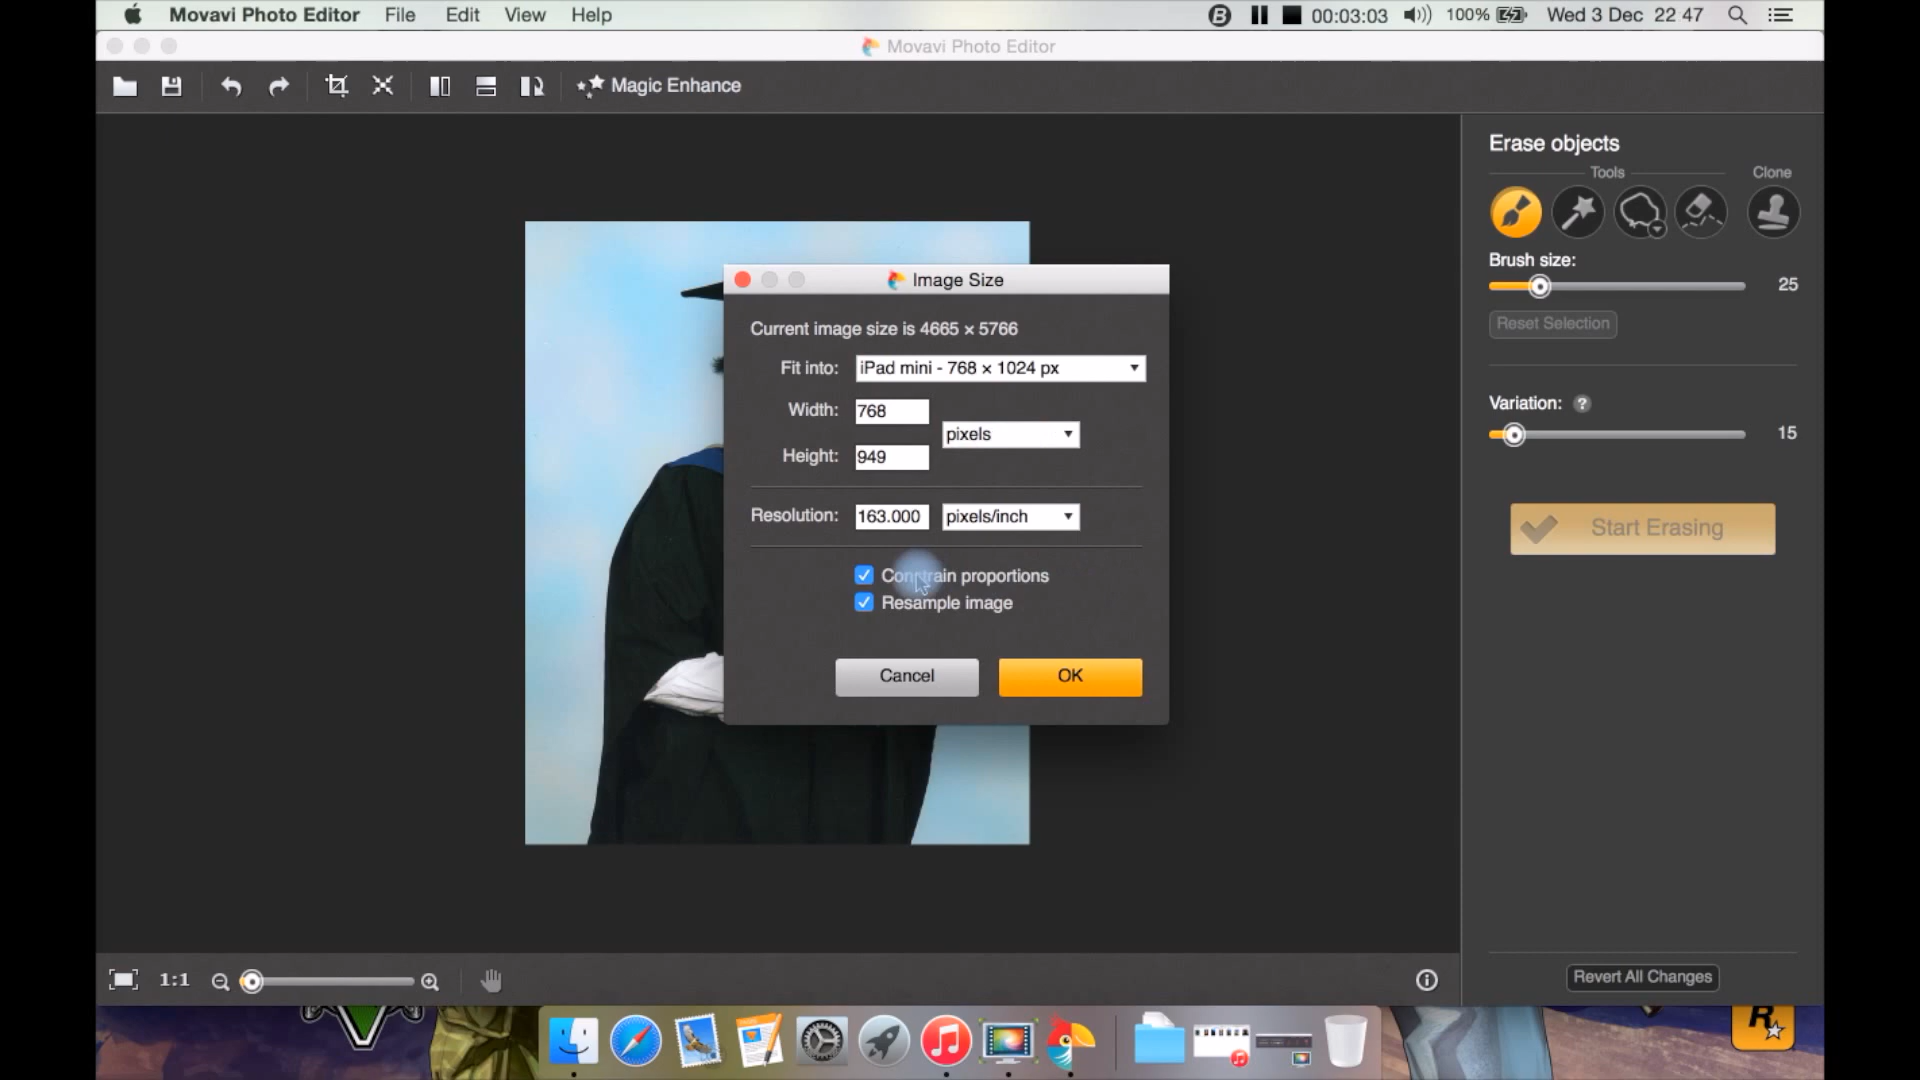 Movavi Photo Editor File Edit View Help 00:03:03 100% Wed 3 Dec 22 47
Movavi Photo Editor
Magic Enhance
Erase objects
Tools Clone
Brush size:
25
Reset Selection
Variation: ?
15
Start Erasing
Image Size
Current image size is 4665 × 5766
Fit into: iPad mini - 768 × 1024 px
Width: 768
pixels
Height: 949
Resolution: 163.000 pixels/inch
Constrain proportions
Resample image
Cancel OK
1:1
Revert All Changes
R